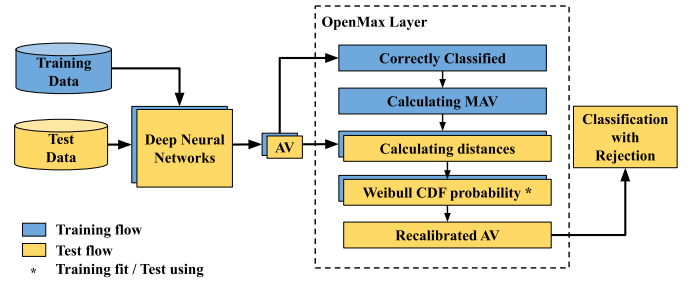 OpenMax Layer
Training
Data
Correctly Classified
Calculating MAV
Test
Data
Deep Neural
Networks
AV
Calculating distances
Classification
with
Rejection
Weibull CDF probability *
Recalibrated AV
Training flow
Test flow
* Training fit / Test using